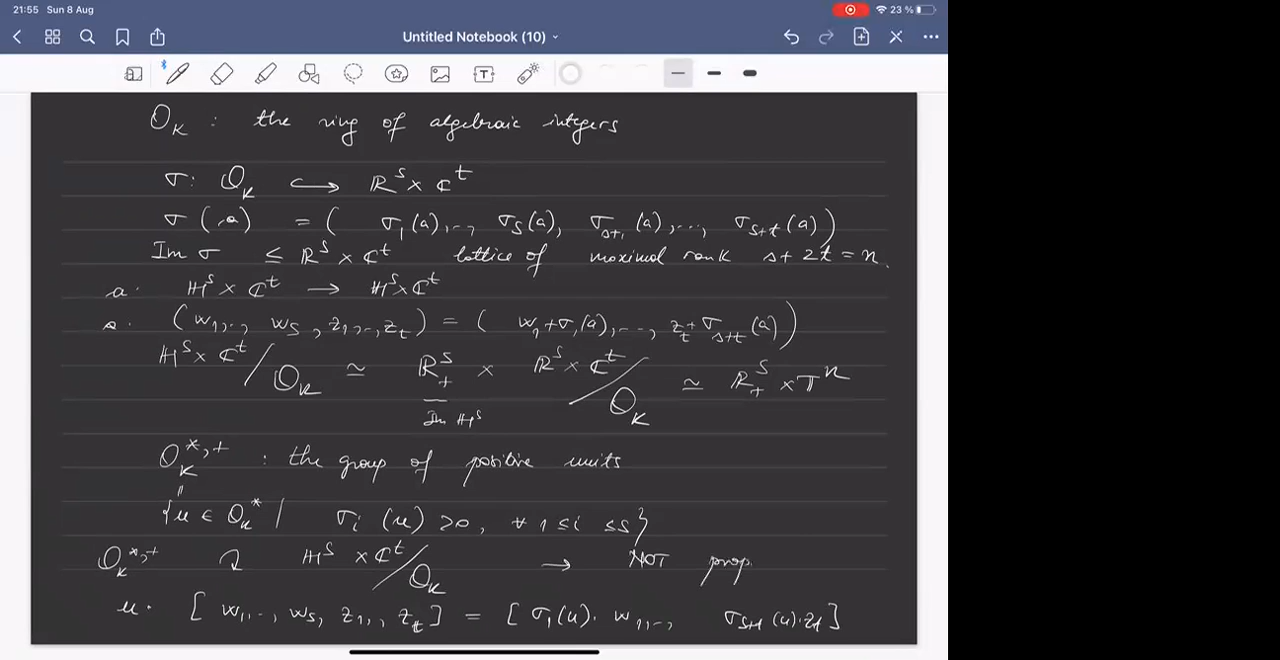 21:55 Sun 8 Aug 23 %
Untitled Notebook (10)
O_K : the ring of algebraic integers
σ: O_K ↪ ℝ^s × ℂ^t
σ (a) = ( σ_1(a),.., σ_s(a), σ_{s+1}(a),..., σ_{s+t}(a) )
Im σ ≤ ℝ^s × ℂ^t lattice of maximal rank s+2t = n.
a. ℍ^s × ℂ^t → ℍ^s × ℂ^t
a. (w_1,.., w_s, z_1,..,z_t) = ( w_1+σ_1(a),...., z_t+σ_{s+t}(a) )
ℍ^s × ℂ^t / O_K ≃ ℝ_+^s × ℝ^s × ℂ^t / O_K ≃ ℝ_+^s × 𝕋^n
Im ℍ^s
O_K^{*,+} : the group of positive units
"
{u ∈ O_K^* | σ_i (u) >0, ∀ 1 ≤ i ≤ s}
O_K^{*,+} ↷ ℍ^s × ℂ^t / O_K → NOT prop.
u. [ w_1,.., w_s, z_1,., z_t ] = [ σ_1(u). w_1,.., σ_{s+t}(u).z_t ]